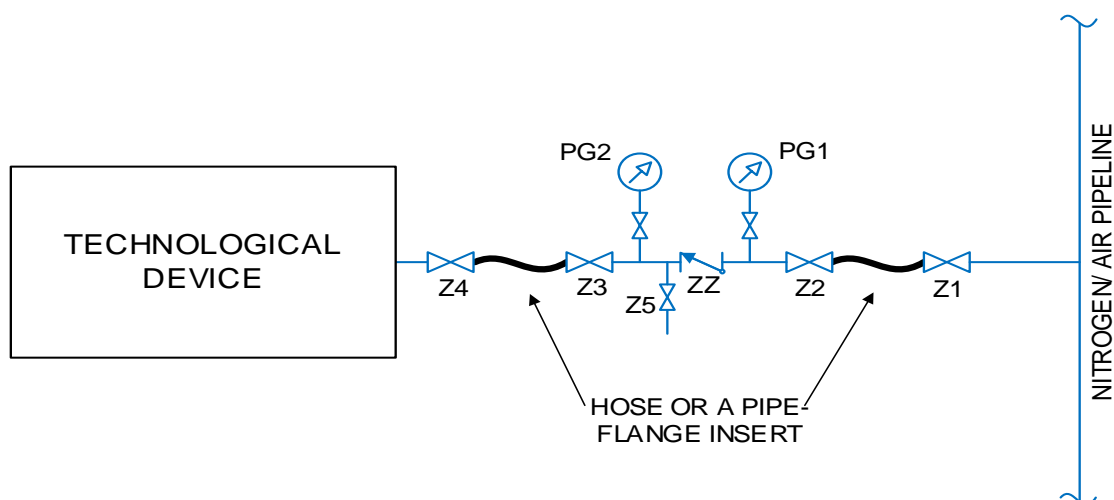 PG2
PG1
TECHNOLOGICAL
DEVICE
Z4
Z3
Z5
ZZ
Z2
Z1
HOSE OR A PIPE-
FLANGE INSERT
NITROGEN/ AIR PIPELINE